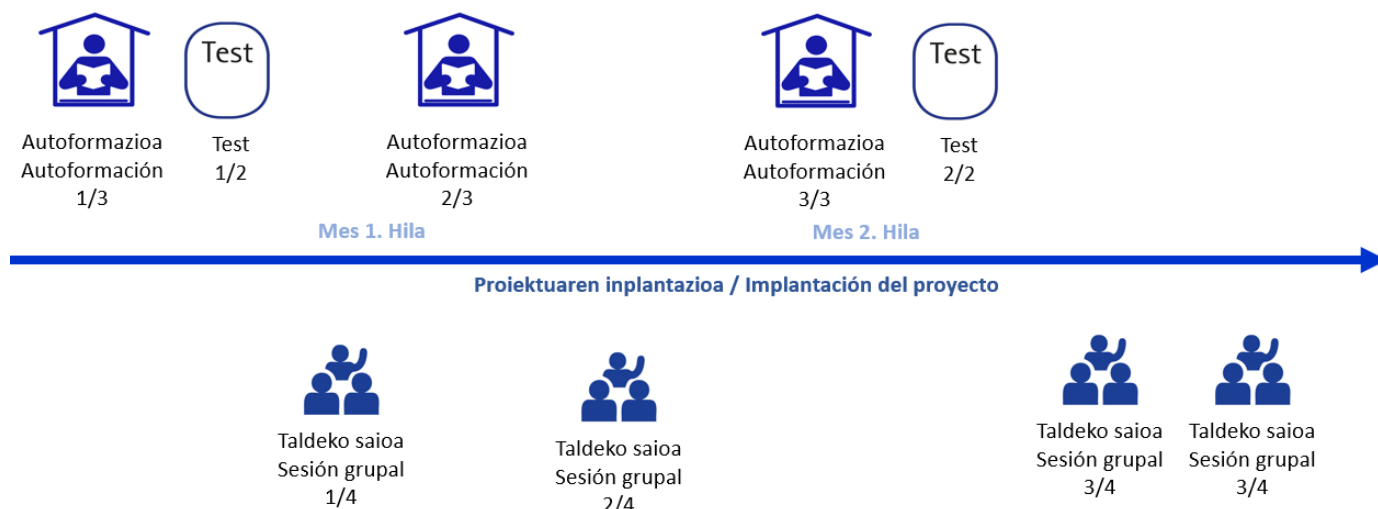 Test
Test
Autoformazioa
Autoformación
1/3
Test
1/2
Autoformazioa
Autoformación
2/3
Autoformazioa
Autoformación
3/3
Test
2/2
Mes 1. Hila
Mes 2. Hila
Proiektuaren inplantazioa / Implantación del proyecto
Taldeko saioa
Sesión grupal
1/4
Taldeko saioa
Sesión grupal
2/4
Taldeko saioa
Sesión grupal
3/4
Taldeko saioa
Sesión grupal
3/4